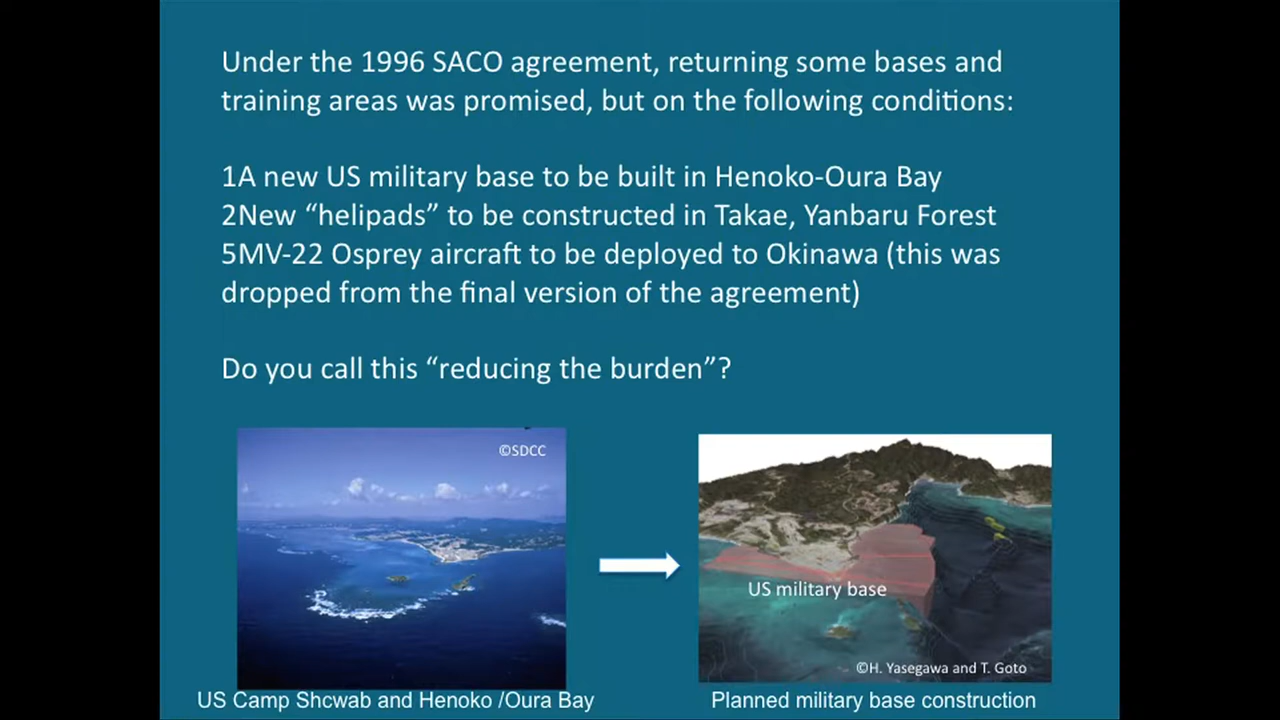 Under the 1996 SACO agreement, returning some bases and
training areas was promised, but on the following conditions:
1A new US military base to be built in Henoko-Oura Bay
2New “helipads” to be constructed in Takae, Yanbaru Forest
5MV-22 Osprey aircraft to be deployed to Okinawa (this was
dropped from the final version of the agreement)
Do you call this “reducing the burden”?
©SDCC
US military base
©H. Yasegawa and T. Goto
US Camp Shcwab and Henoko /Oura Bay
Planned military base construction